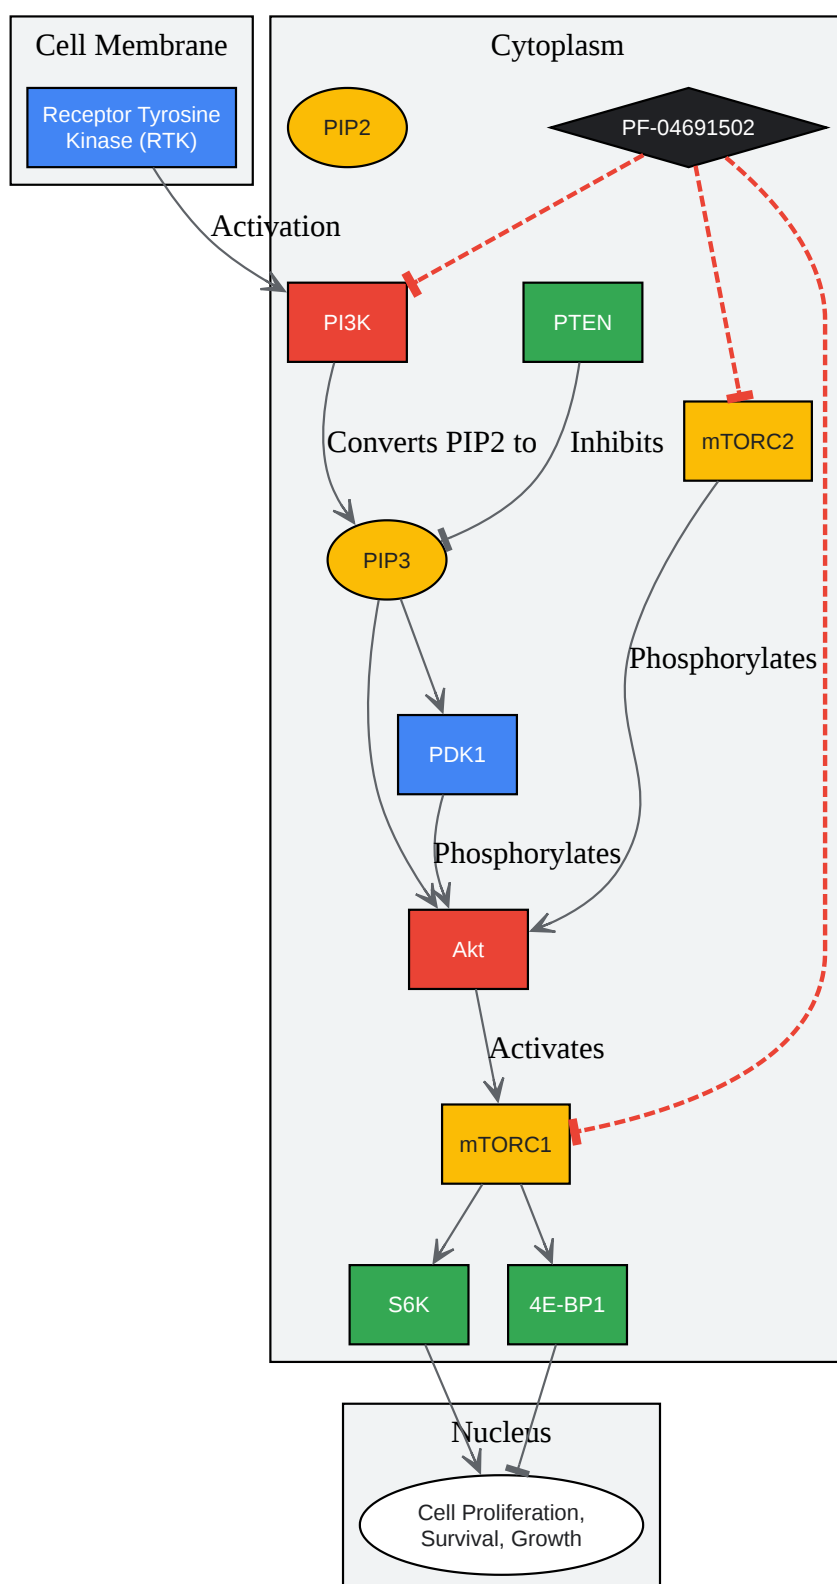 Cell Membrane
Cytoplasm
Receptor Tyrosine
Kinase (RTK)
PIP2
PF-04691502
Activation
PI3K
PTEN
Converts PIP2 to
Inhibits
mTORC2
PIP3
Phosphorylates
PDK1
Phosphorylates
Akt
Activates
mTORC1
S6K
4E-BP1
Nucleus
Cell Proliferation,
Survival, Growth